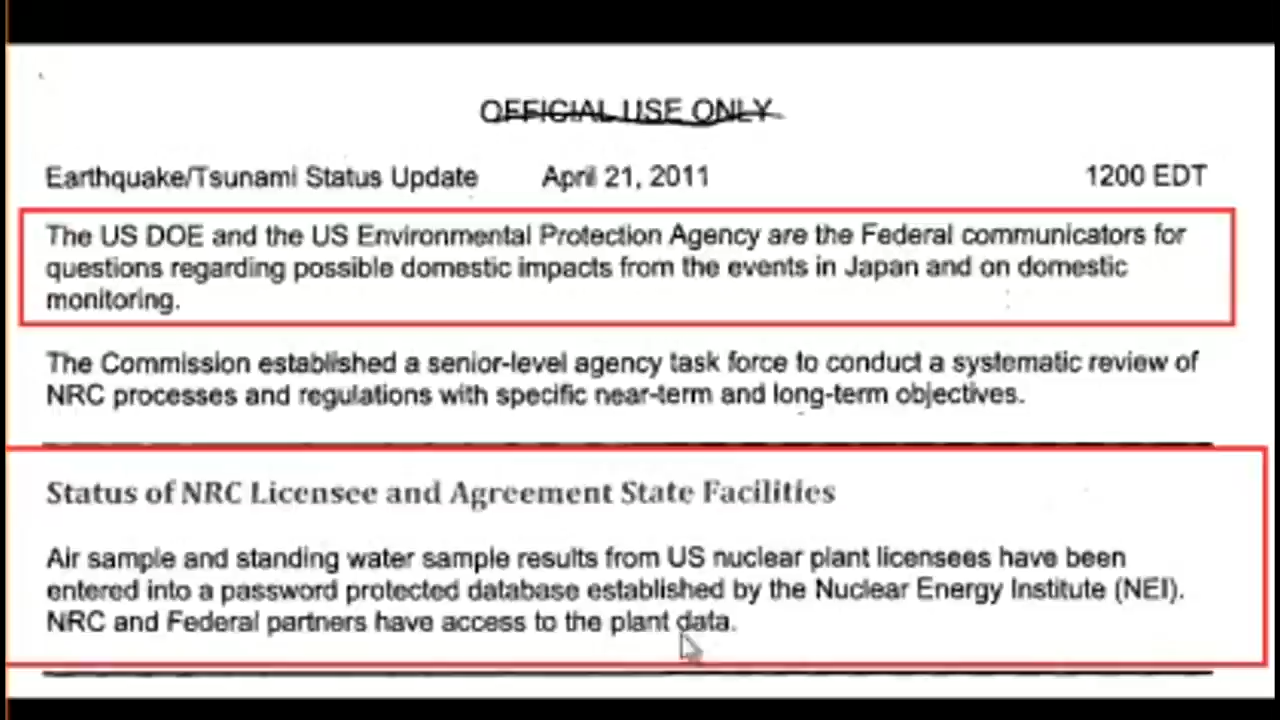 OFFICIAL USE ONLY
Earthquake/Tsunami Status Update April 21, 2011 1200 EDT
The US DOE and the US Environmental Protection Agency are the Federal communicators for
questions regarding possible domestic impacts from the events in Japan and on domestic
monitoring.
The Commission established a senior-level agency task force to conduct a systematic review of
NRC processes and regulations with specific near-term and long-term objectives.
Status of NRC Licensee and Agreement State Facilities
Air sample and standing water sample results from US nuclear plant licensees have been
entered into a password protected database established by the Nuclear Energy Institute (NEI).
NRC and Federal partners have access to the plant data.